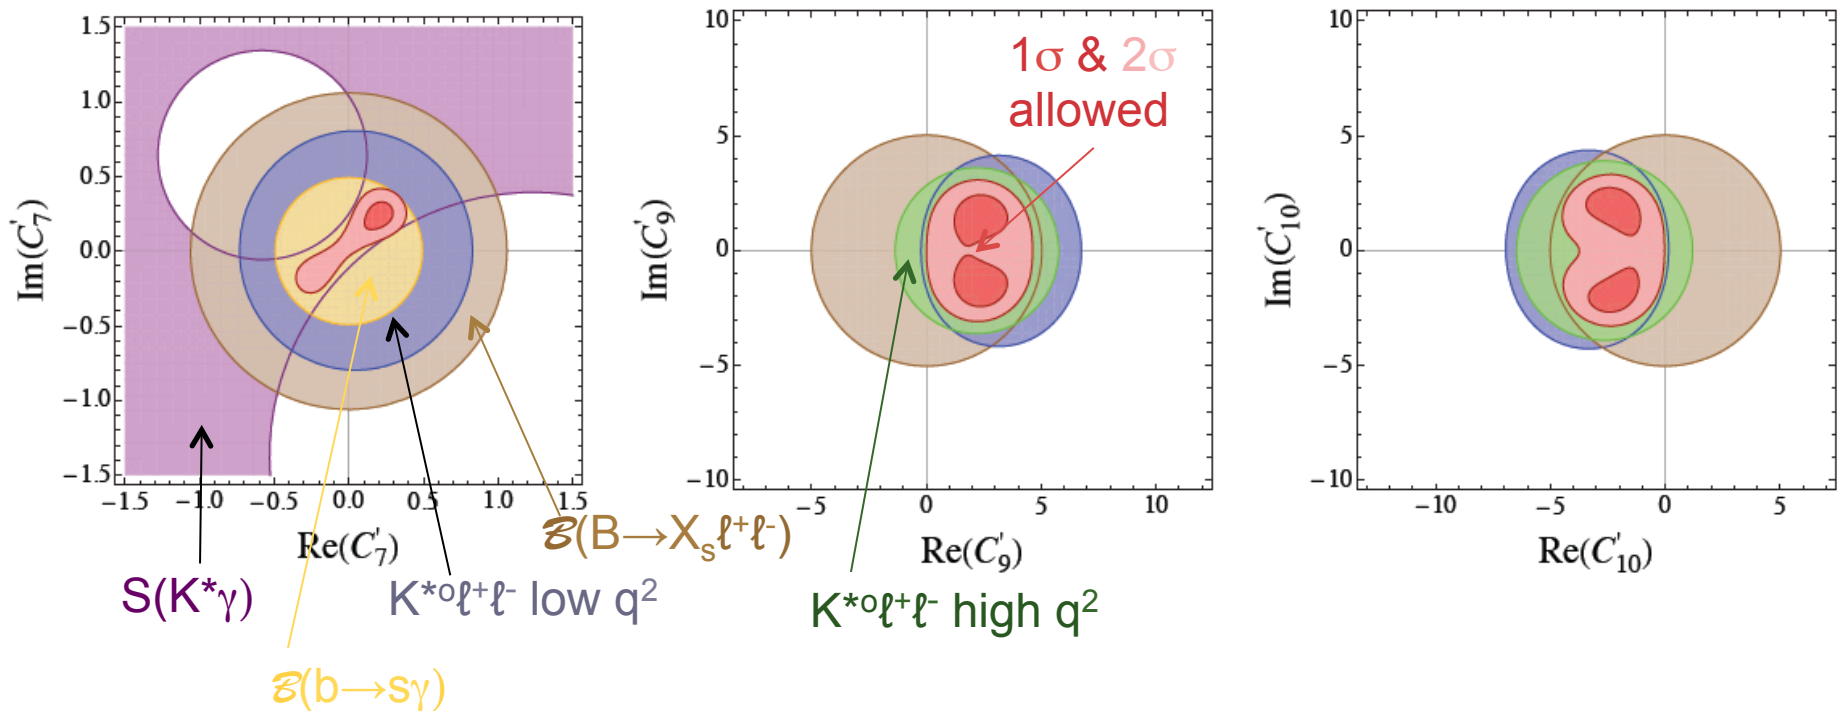 1.5
1.0
0.5
0.0
−0.5
−1.0
−1.5
Im(C′7)
−1.5 −1.0 −0.5 0.0 0.5 1.0 1.5
Re(C′7)
10
5
0
−5
−10
Im(C′9)
−5 0 5 10
Re(C′9)
1σ & 2σ
allowed
10
5
0
−5
−10
Im(C′10)
−10 −5 0 5
Re(C′10)
ℬ(B→Xsℓ+ℓ-)
S(K*γ)
K*oℓ+ℓ- low q2
K*oℓ+ℓ- high q2
ℬ(b→sγ)